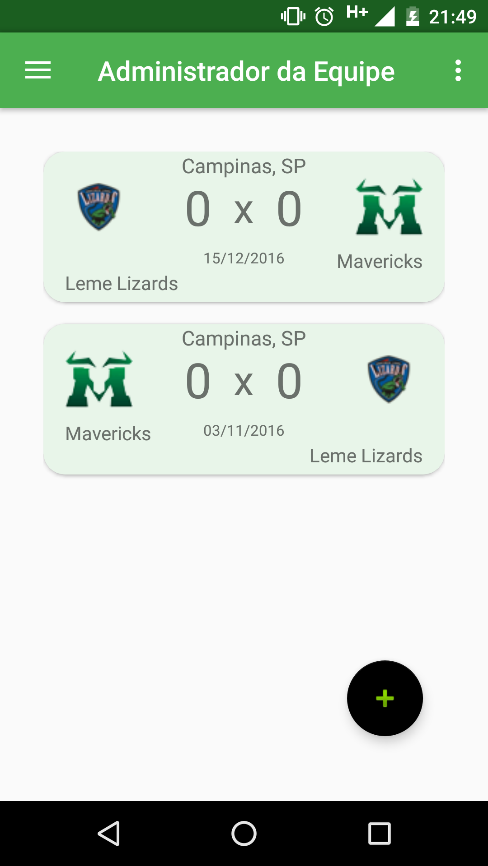 H+ 21:49
Administrador da Equipe
Campinas, SP
0 x 0
15/12/2016
Mavericks
Leme Lizards
Campinas, SP
0 x 0
03/11/2016
Mavericks
Leme Lizards